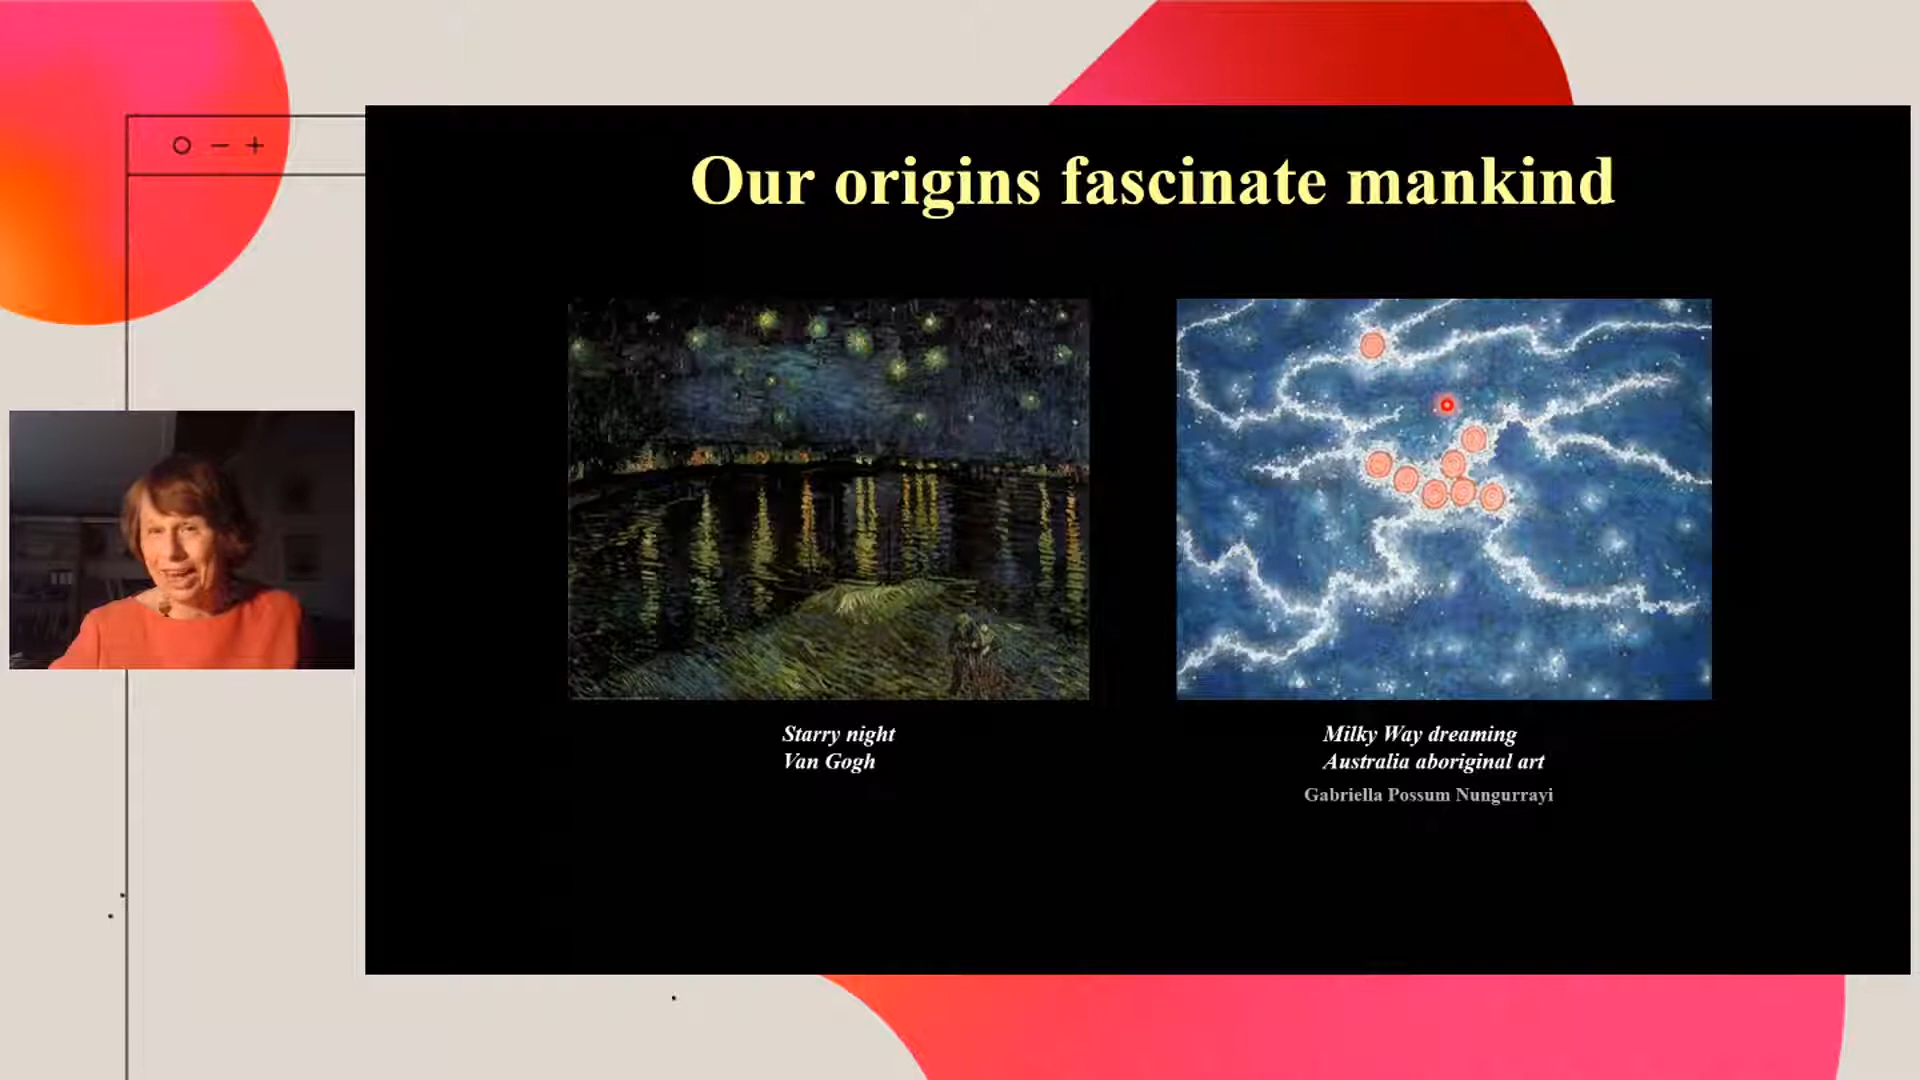 Our origins fascinate mankind
Starry night
Van Gogh
Milky Way dreaming
Australia aboriginal art
Gabriella Possum Nungurrayi